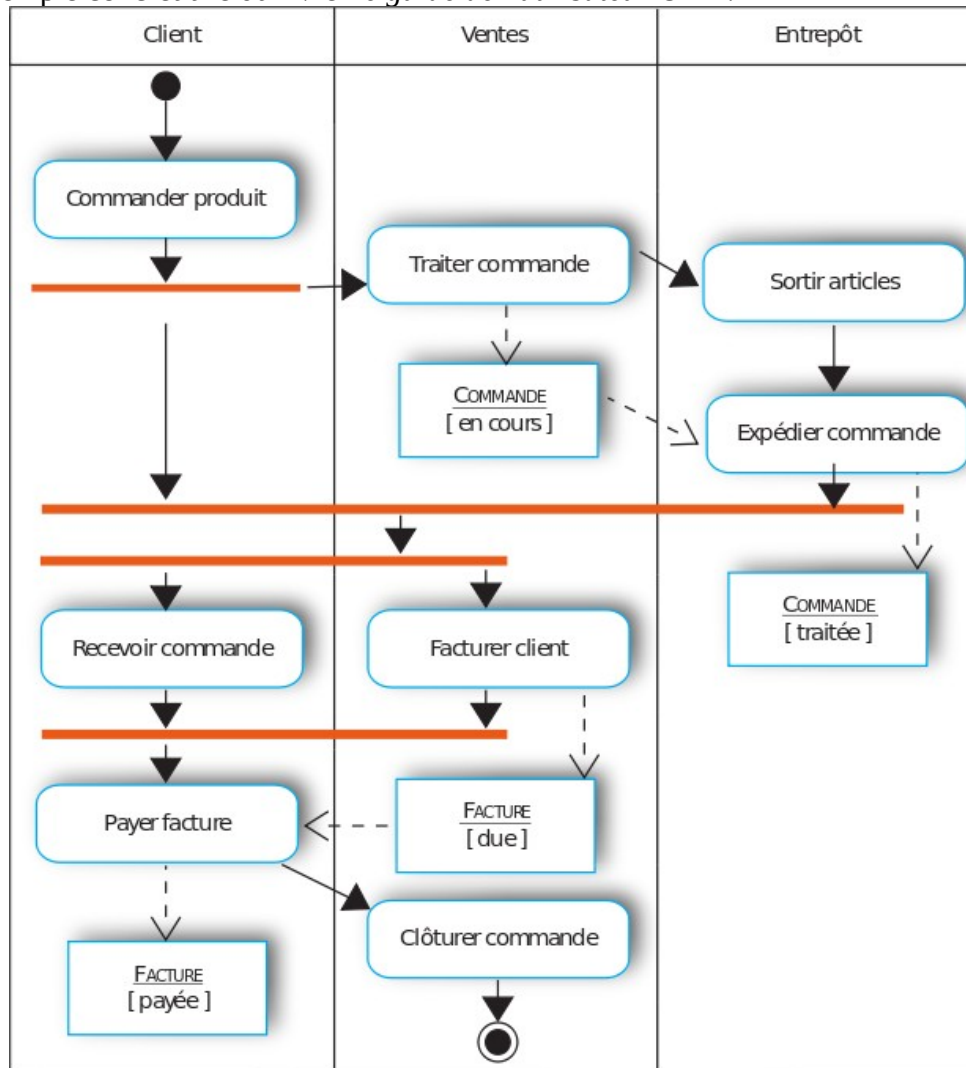 Client
Ventes
Entrepôt
Commander produit
Traiter commande
Sortir articles
COMMANDE
[ en cours ]
Expédier commande
COMMANDE
[ traitée ]
Recevoir commande
Facturer client
Payer facture
FACTURE
[ due ]
Clôturer commande
FACTURE
[ payée ]